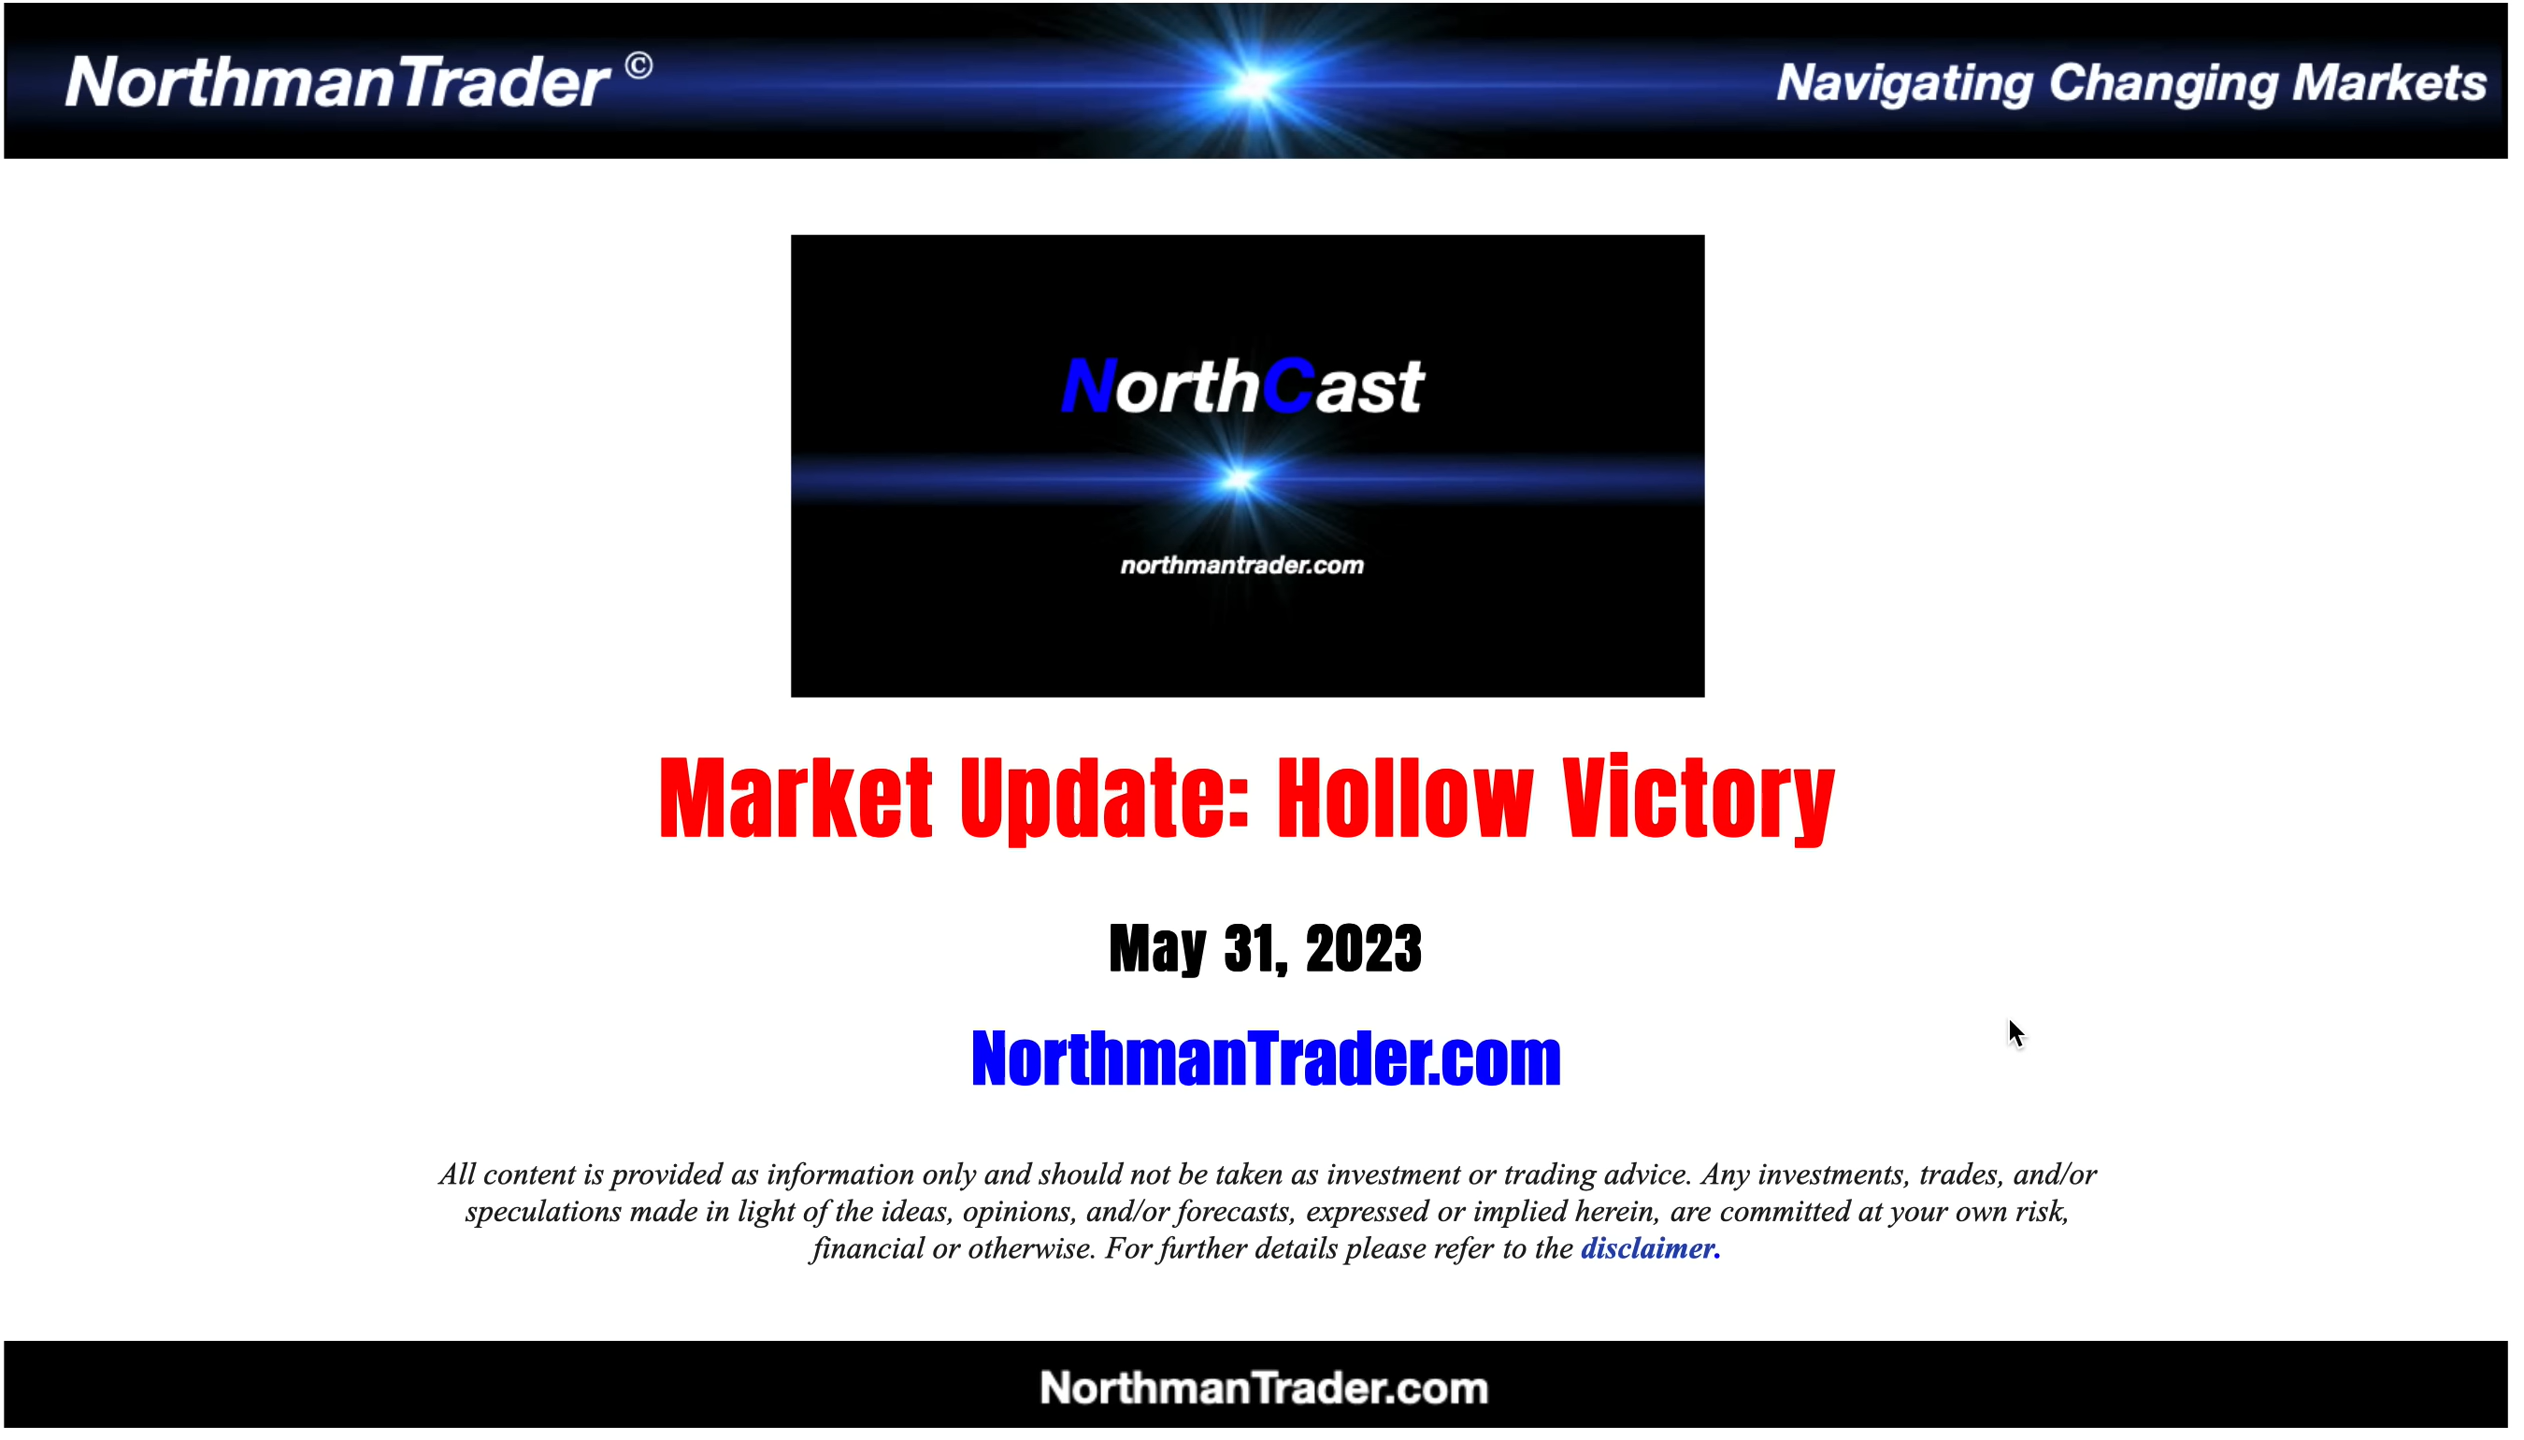 NorthmanTrader ©
Navigating Changing Markets
NorthCast
northmantrader.com
Market Update: Hollow Victory
May 31, 2023
NorthmanTrader.com
All content is provided as information only and should not be taken as investment or trading advice. Any investments, trades, and/or
speculations made in light of the ideas, opinions, and/or forecasts, expressed or implied herein, are committed at your own risk,
financial or otherwise. For further details please refer to the disclaimer.
NorthmanTrader.com